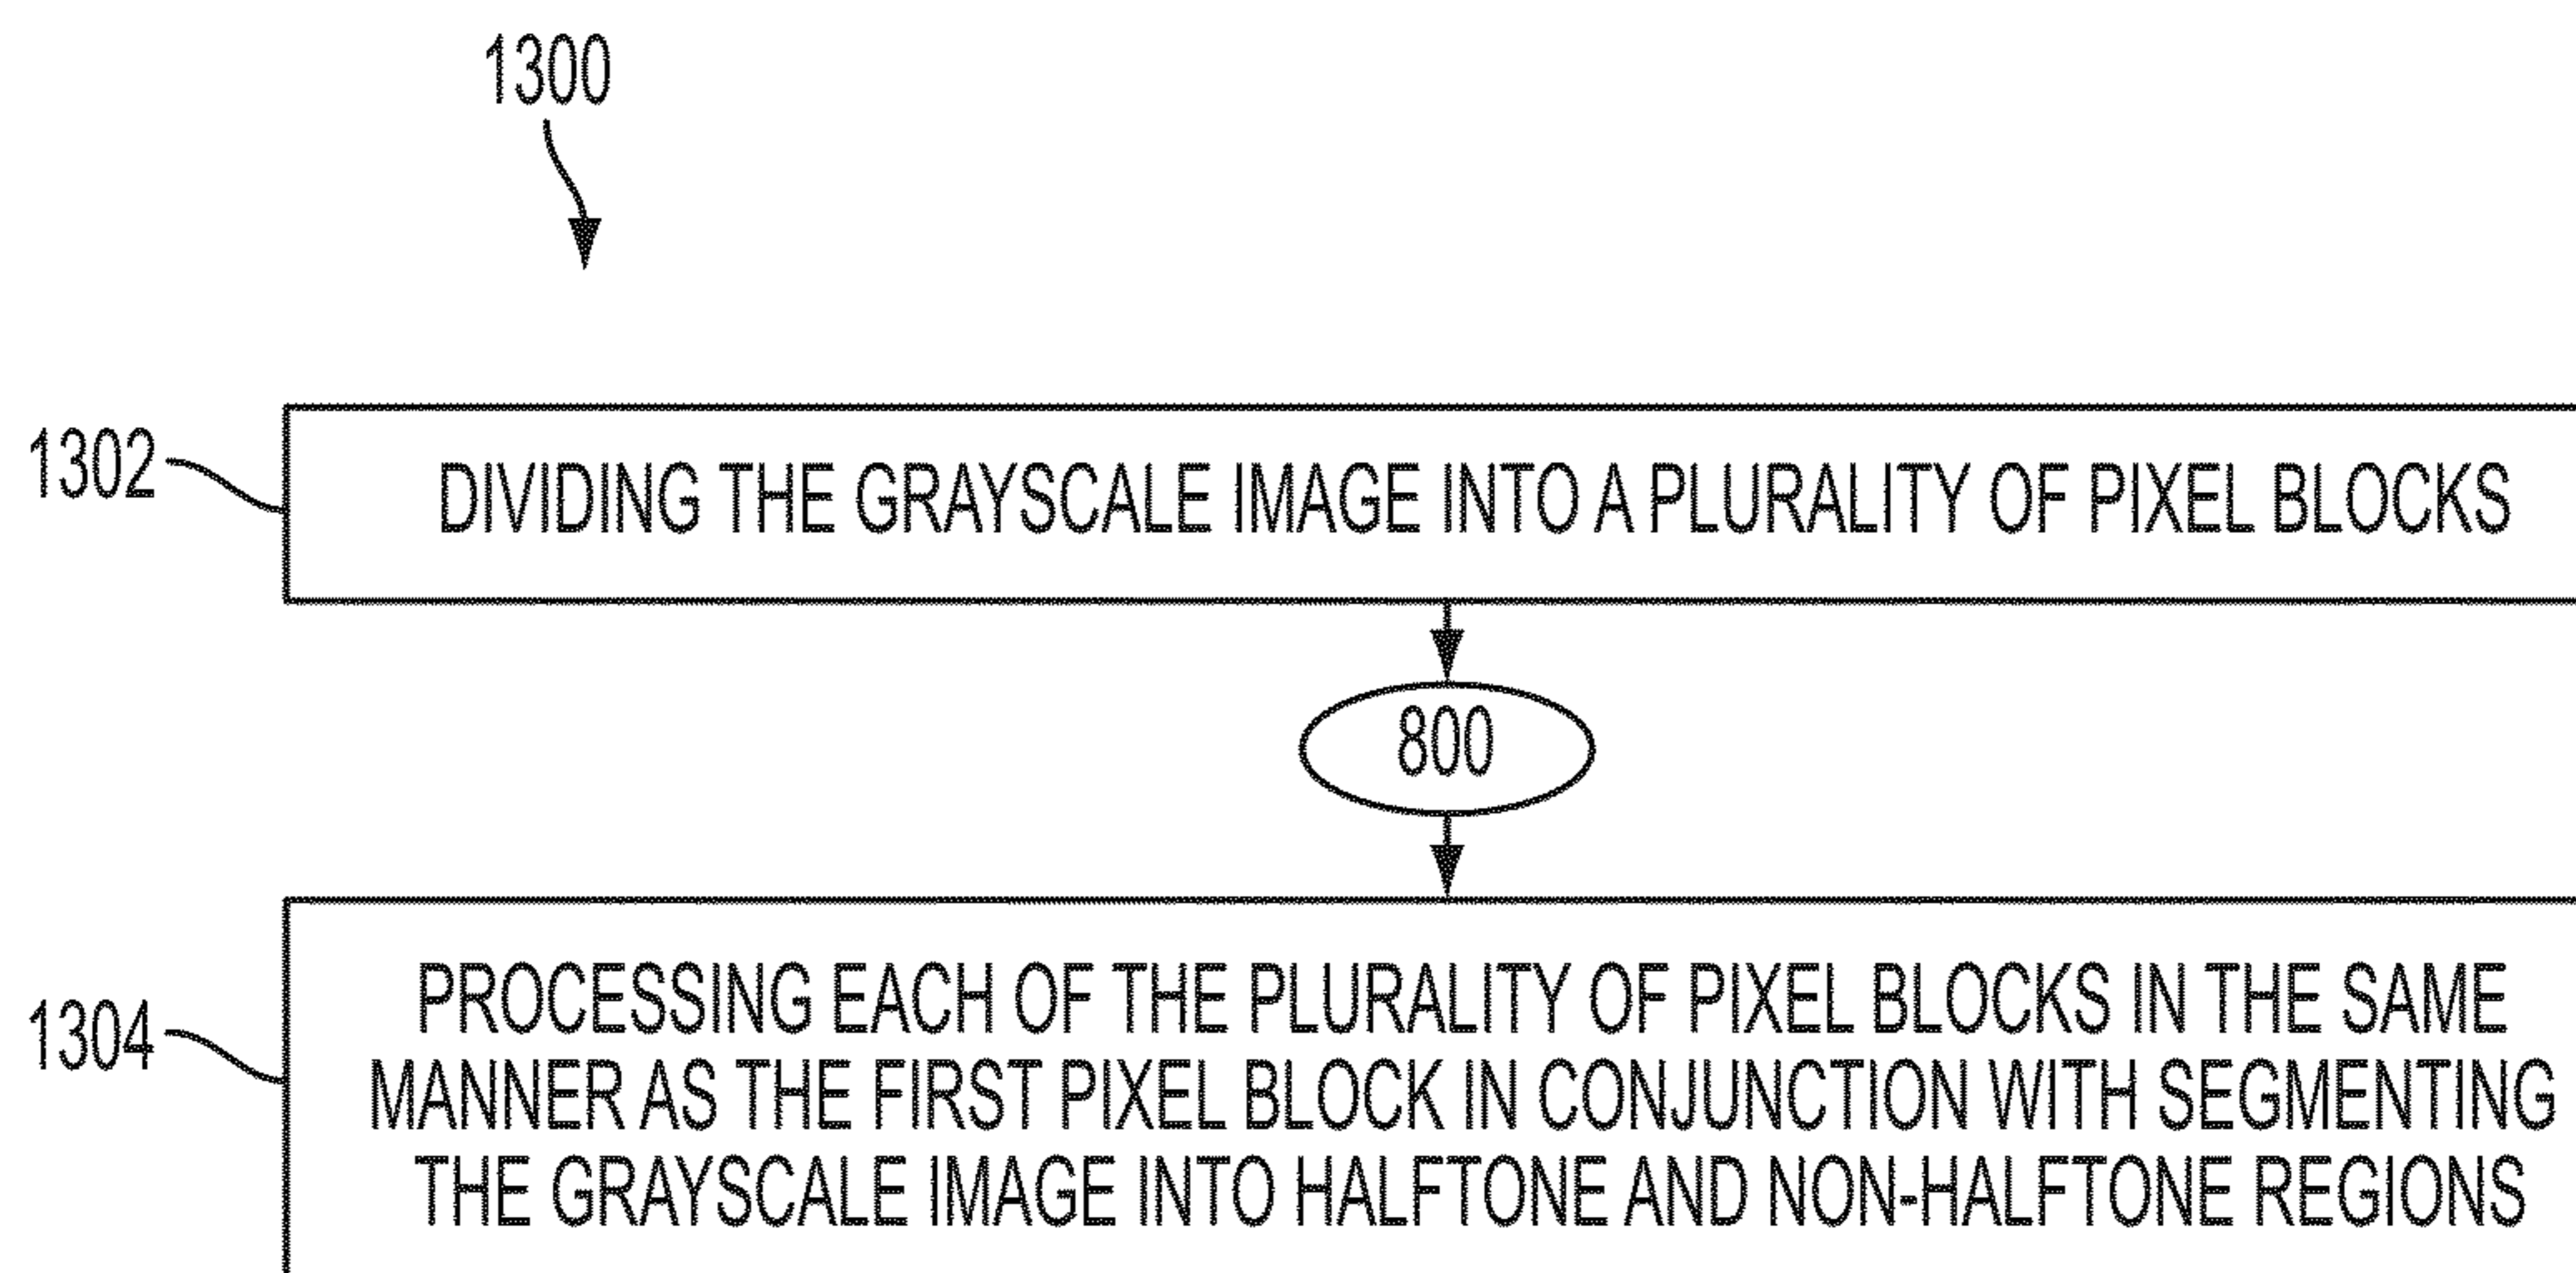 1300
1302
DIVIDING THE GRAYSCALE IMAGE INTO A PLURALITY OF PIXEL BLOCKS
800
1304
PROCESSING EACH OF THE PLURALITY OF PIXEL BLOCKS IN THE SAME
MANNER AS THE FIRST PIXEL BLOCK IN CONJUNCTION WITH SEGMENTING
THE GRAYSCALE IMAGE INTO HALFTONE AND NON-HALFTONE REGIONS